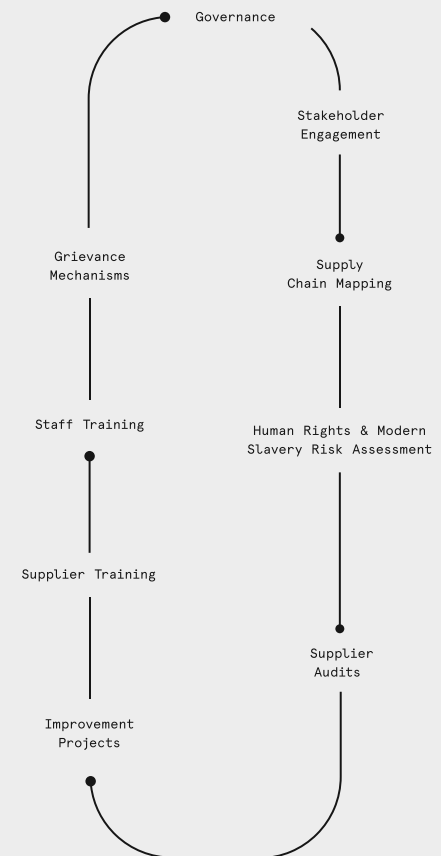 Governance
Stakeholder
Engagement
Supply
Chain Mapping
Human Rights & Modern
Slavery Risk Assessment
Supplier
Audits
Improvement
Projects
Supplier Training
Staff Training
Grievance
Mechanisms